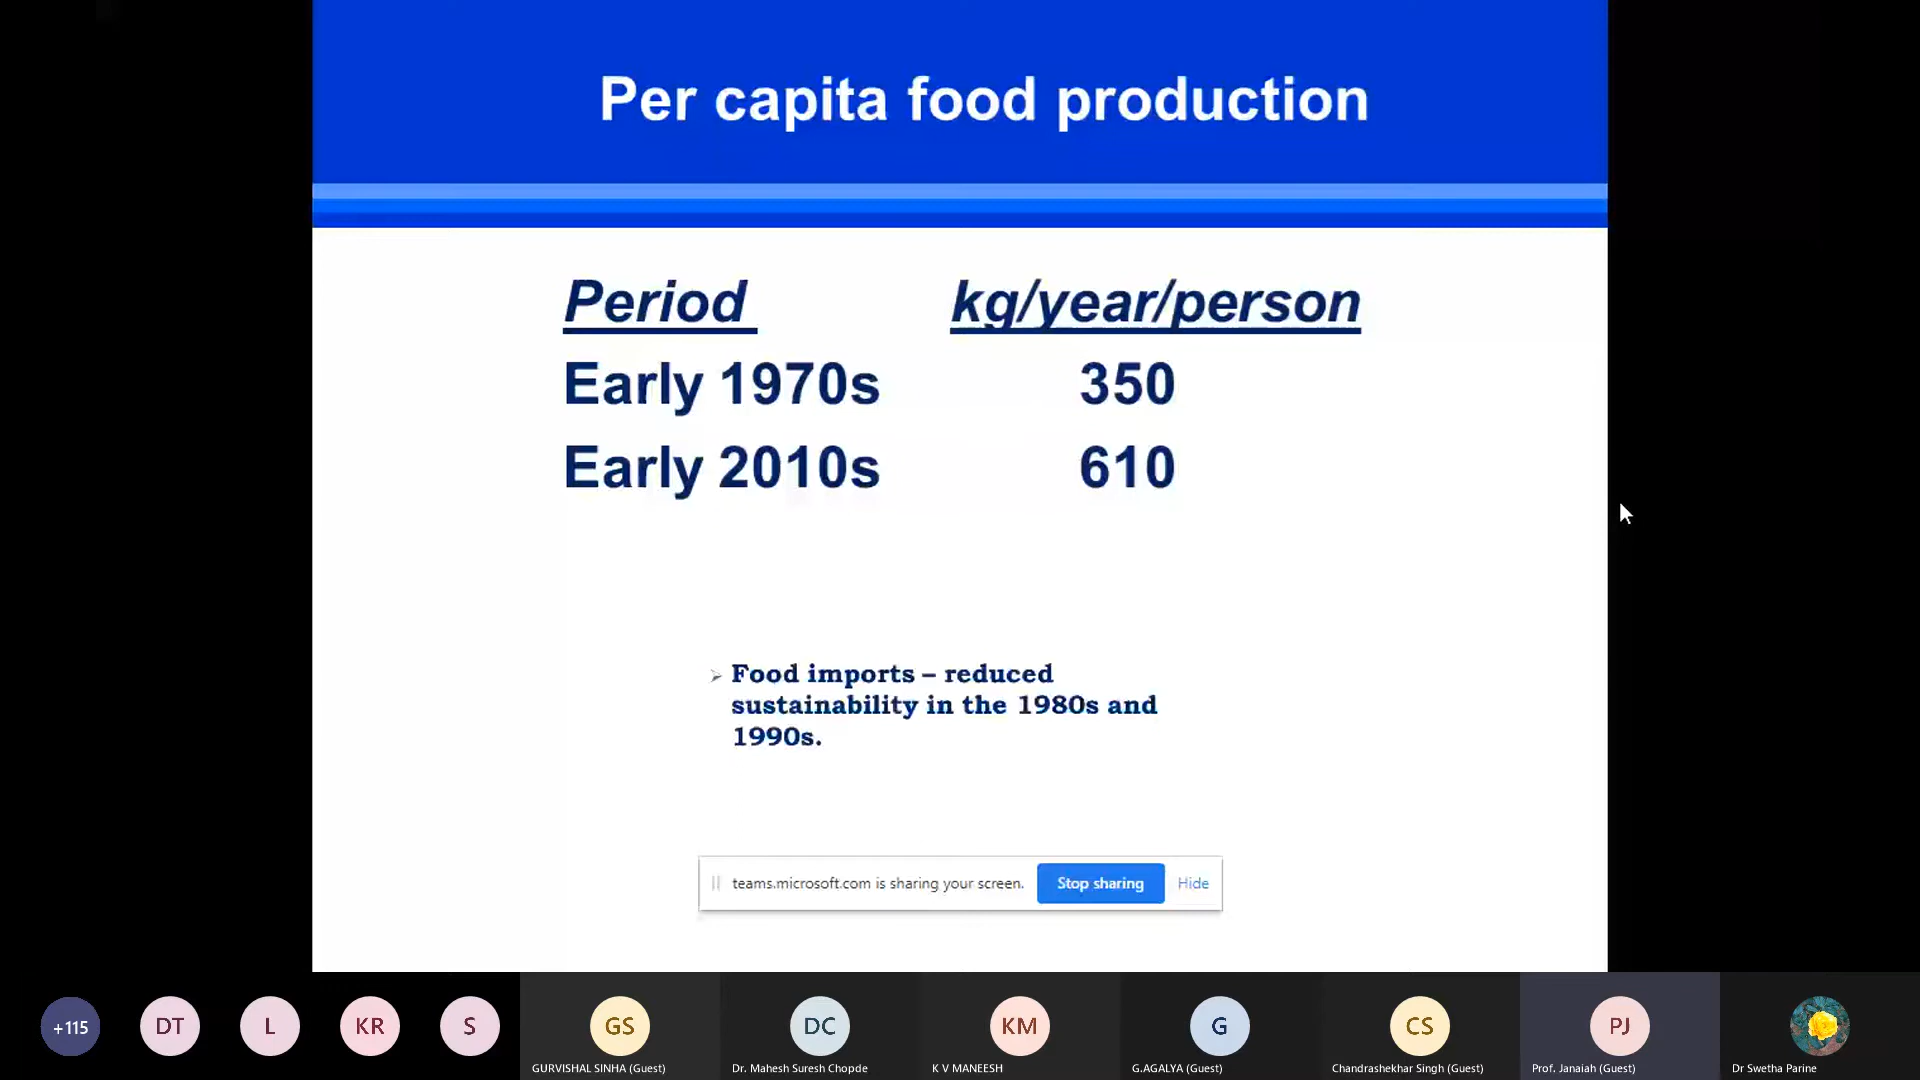 Per capita food production
Period kg/year/person
Early 1970s 350
Early 2010s 610
➢ Food imports – reduced
sustainability in the 1980s and
1990s.
teams.microsoft.com is sharing your screen. Stop sharing Hide
+115 DT L KR S GS DC KM G CS PJ
GURVISHAL SINHA (Guest) Dr. Mahesh Suresh Chopde K V MANEESH G.AGALYA (Guest) Chandrashekhar Singh (Guest) Prof. Janaiah (Guest) Dr Swetha Parine